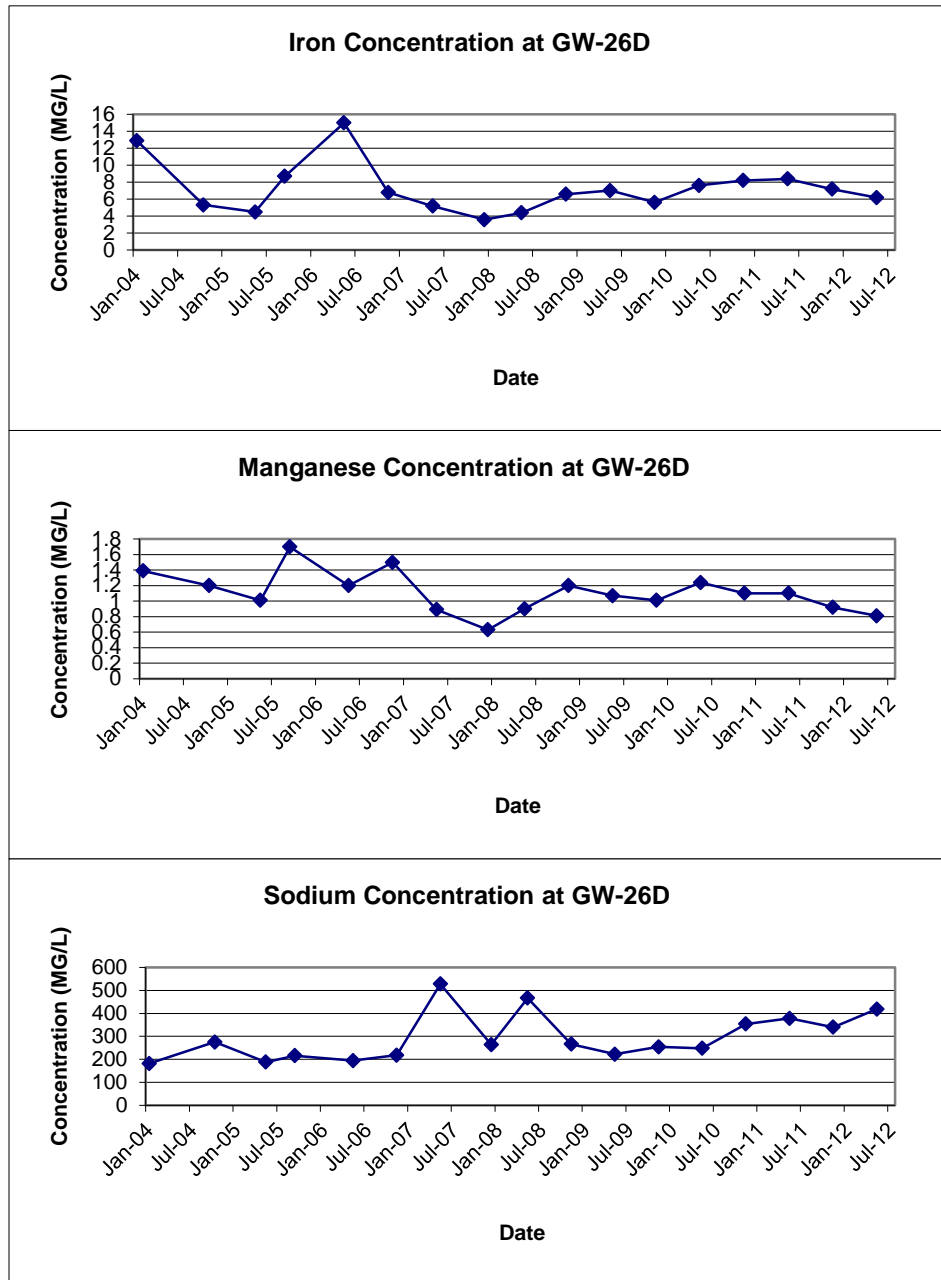 Iron Concentration at GW-26D
Concentration (MG/L)
16
14
12
10
8
6
4
2
0
Jan-04
Jul-04
Jan-05
Jul-05
Jan-06
Jul-06
Jan-07
Jul-07
Jan-08
Jul-08
Jan-09
Jul-09
Jan-10
Jul-10
Jan-11
Jul-11
Jan-12
Jul-12
Date
Manganese Concentration at GW-26D
Concentration (MG/L)
1.8
1.6
1.4
1.2
1
0.8
0.6
0.4
0.2
0
Jan-04
Jul-04
Jan-05
Jul-05
Jan-06
Jul-06
Jan-07
Jul-07
Jan-08
Jul-08
Jan-09
Jul-09
Jan-10
Jul-10
Jan-11
Jul-11
Jan-12
Jul-12
Date
Sodium Concentration at GW-26D
Concentration (MG/L)
600
500
400
300
200
100
0
Jan-04
Jul-04
Jan-05
Jul-05
Jan-06
Jul-06
Jan-07
Jul-07
Jan-08
Jul-08
Jan-09
Jul-09
Jan-10
Jul-10
Jan-11
Jul-11
Jan-12
Jul-12
Date